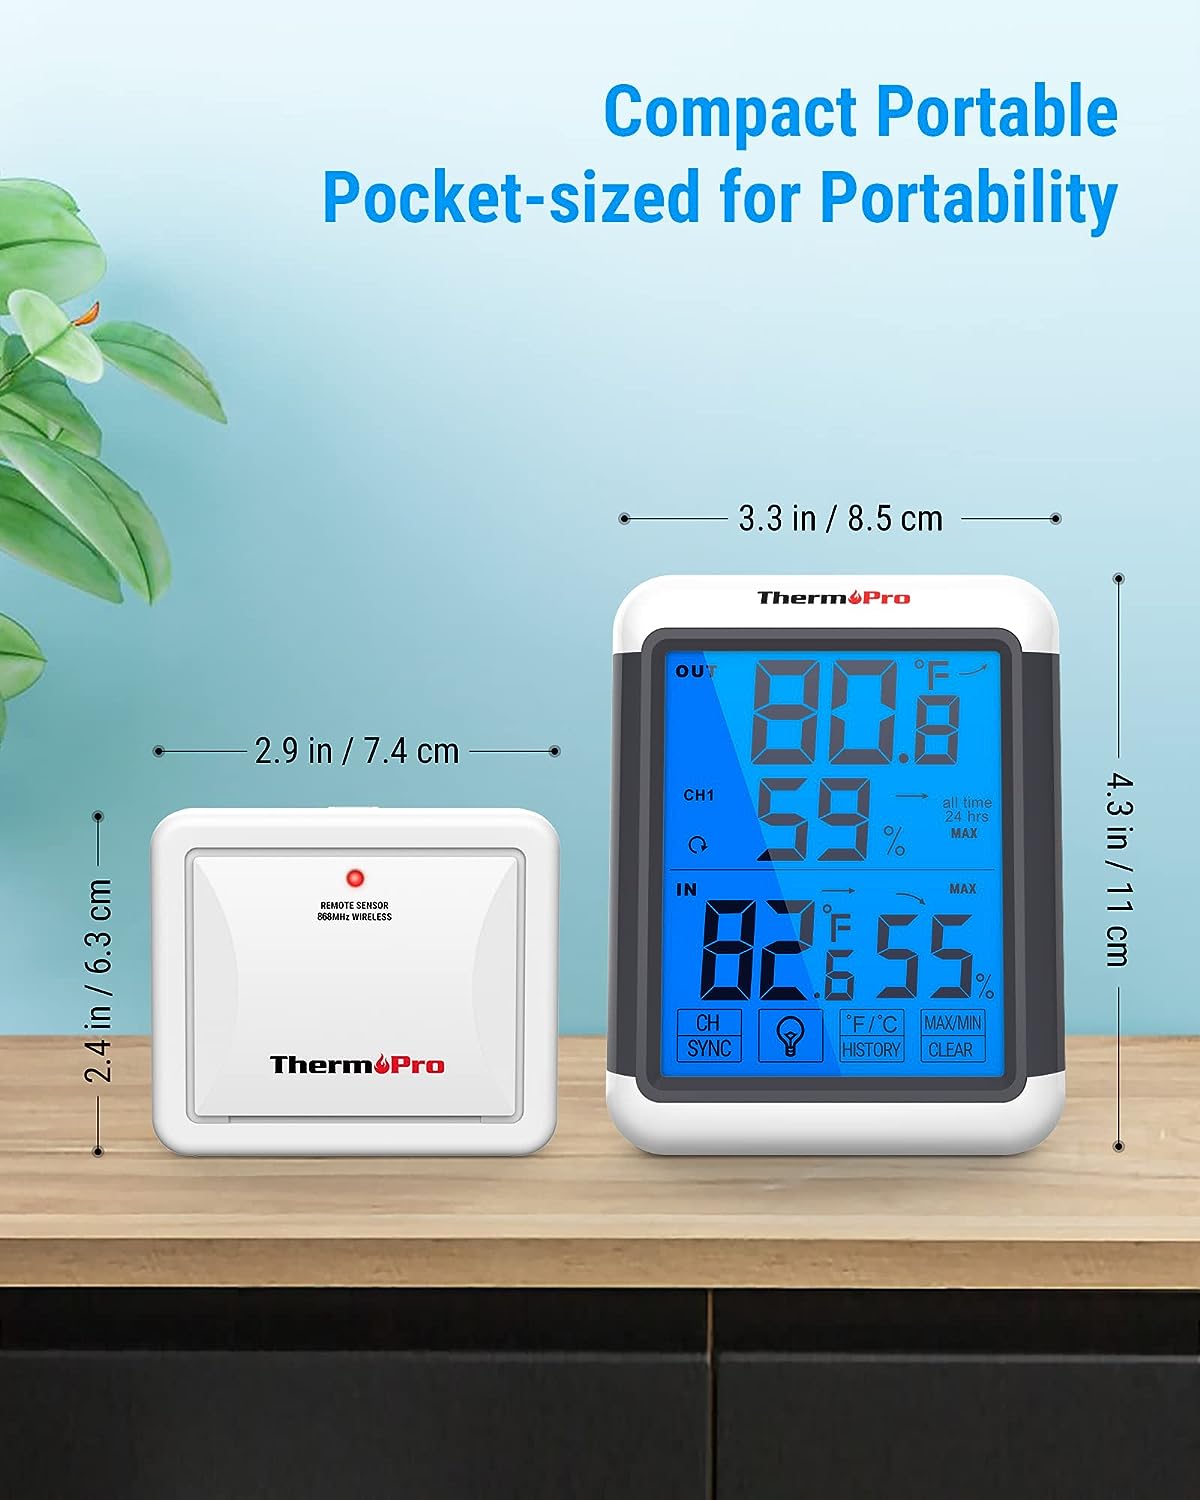 Compact Portable
Pocket-sized for Portability
3.3 in / 8.5 cm
ThermoPro
OUT
80.8 °F
CH1
59 %
all time
24 hrs
MAX
IN
MAX
82.6 °F 55 %
CH
SYNC
°F/°C
HISTORY
MAX/MIN
CLEAR
4.3 in / 11 cm
2.9 in / 7.4 cm
2.4 in / 6.3 cm
REMOTE SENSOR
868MHz WIRELESS
ThermoPro